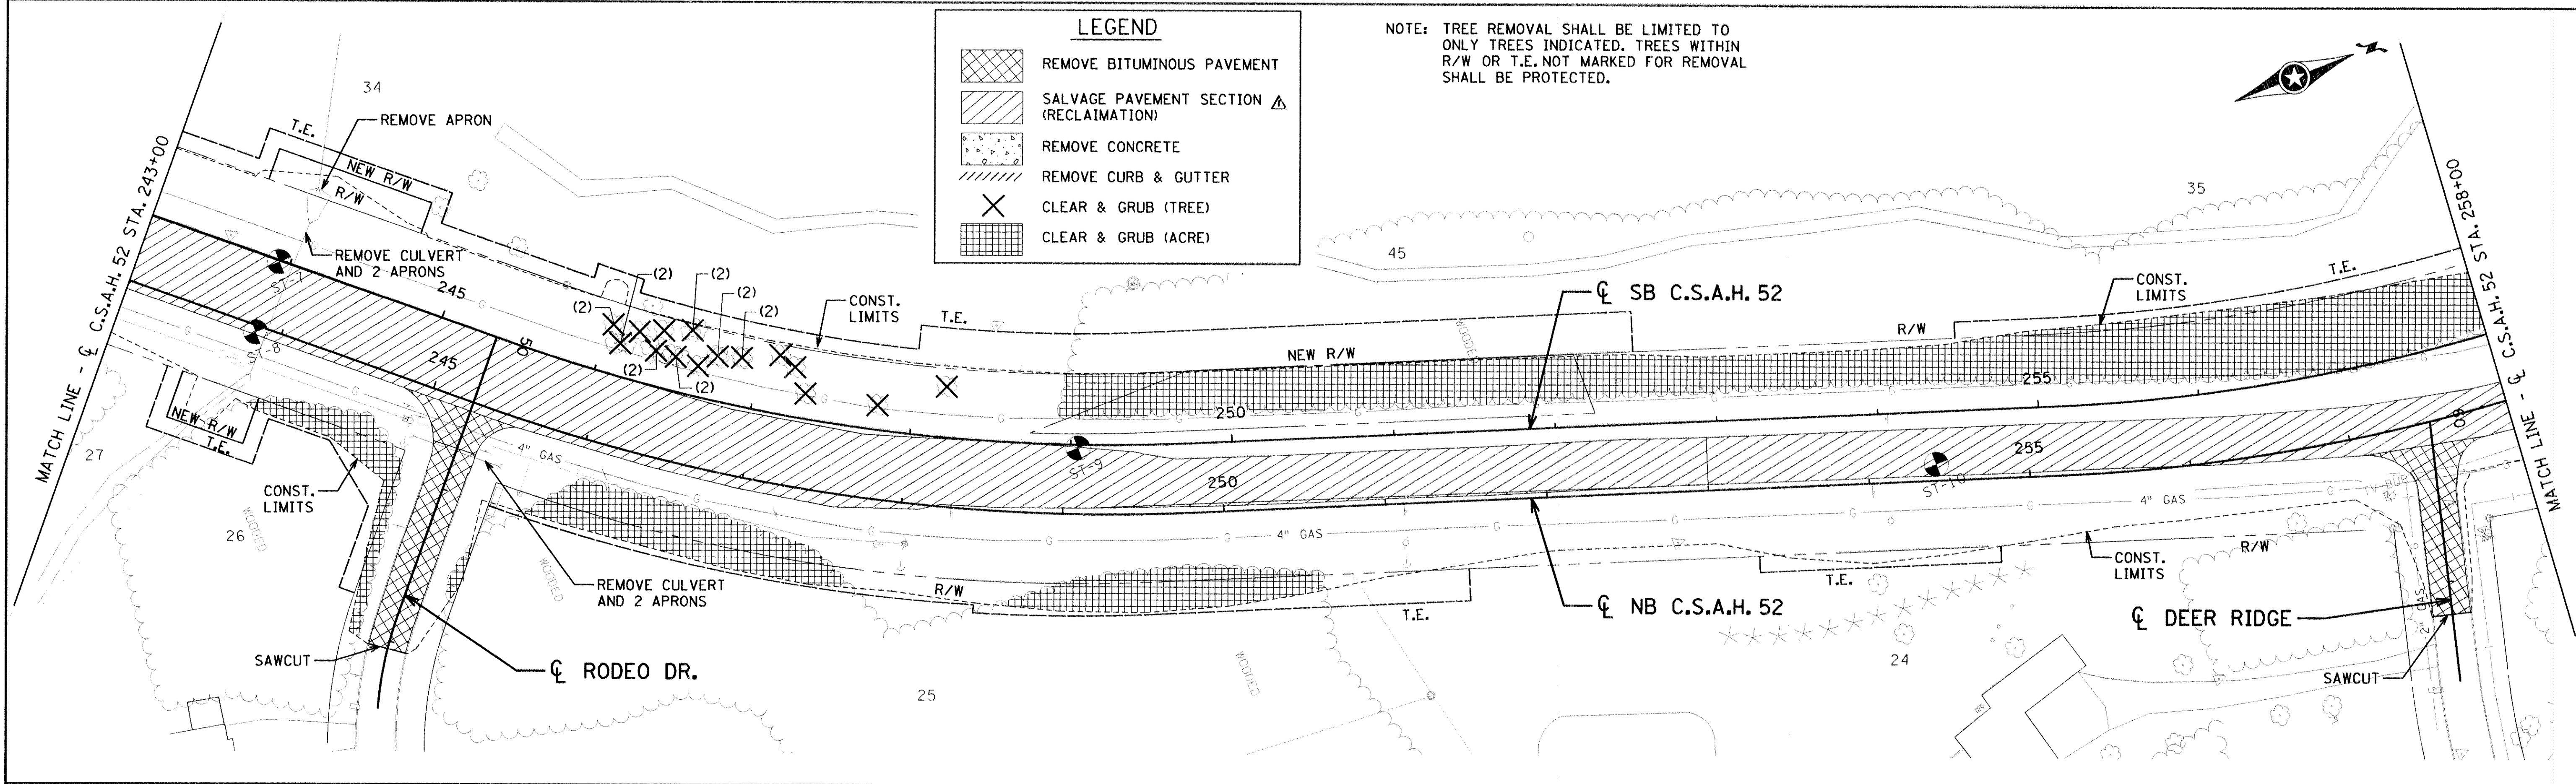 LEGEND
REMOVE BITUMINOUS PAVEMENT
SALVAGE PAVEMENT SECTION
(RECLAIMATION)
REMOVE CONCRETE
REMOVE CURB & GUTTER
CLEAR & GRUB (TREE)
CLEAR & GRUB (ACRE)
NOTE: TREE REMOVAL SHALL BE LIMITED TO
ONLY TREES INDICATED. TREES WITHIN
R/W OR T.E. NOT MARKED FOR REMOVAL
SHALL BE PROTECTED.
MATCH LINE - ℄ C.S.A.H. 52 STA. 243+00
34
REMOVE APRON
T.E.
NEW R/W
R/W
REMOVE CULVERT
AND 2 APRONS
ST-7
245
G
ST-8
245
50
(2)
(2)
(2)
(2)
(2)
(2)
(2)
CONST.
LIMITS
T.E.
45
35
℄ SB C.S.A.H. 52
WOODED
NEW R/W
R/W
CONST.
LIMITS
T.E.
MATCH LINE - ℄ C.S.A.H. 52 STA. 258+00
250
255
60
ST-9
250
ST-10
255
NEW R/W
T.E.
27
CONST.
LIMITS
26
WOODED
4" GAS
WOODED
REMOVE CULVERT
AND 2 APRONS
SAWCUT
℄ RODEO DR.
25
R/W
4" GAS
T.E.
WOODED
℄ NB C.S.A.H. 52
T.E.
24
4" GAS
CONST.
LIMITS
R/W
TV-BUR
2" GAS
℄ DEER RIDGE
SAWCUT